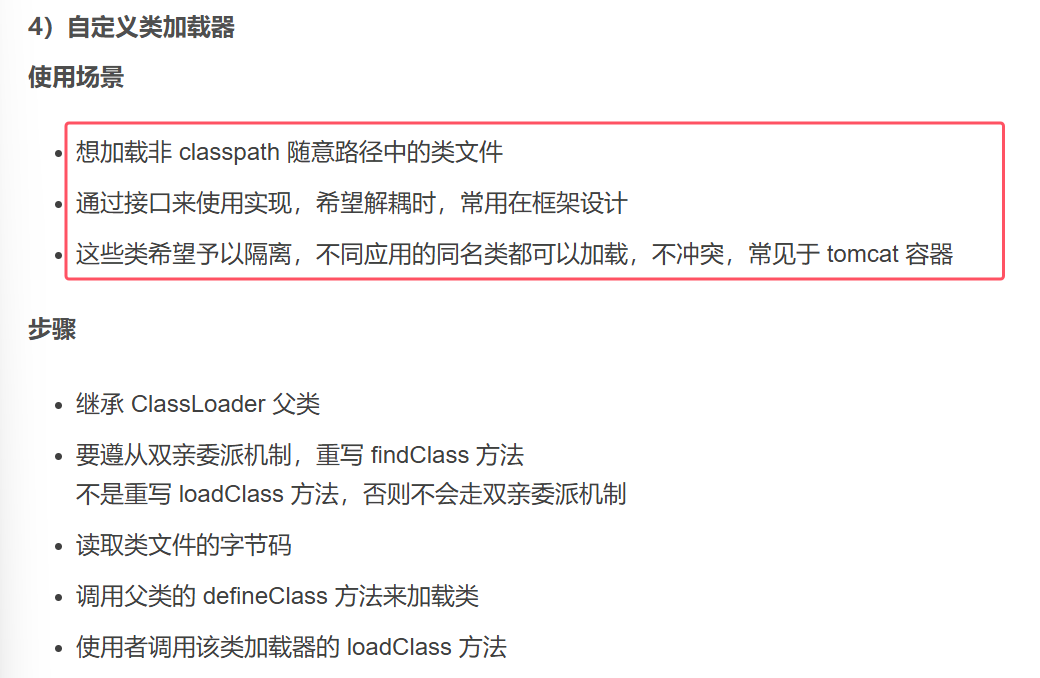 4）自定义类加载器
使用场景
想加载非 classpath 随意路径中的类文件
通过接口来使用实现，希望解耦时，常用在框架设计
这些类希望予以隔离，不同应用的同名类都可以加载，不冲突，常见于 tomcat 容器
步骤
继承 ClassLoader 父类
要遵从双亲委派机制，重写 findClass 方法
不是重写 loadClass 方法，否则不会走双亲委派机制
读取类文件的字节码
调用父类的 defineClass 方法来加载类
使用者调用该类加载器的 loadClass 方法